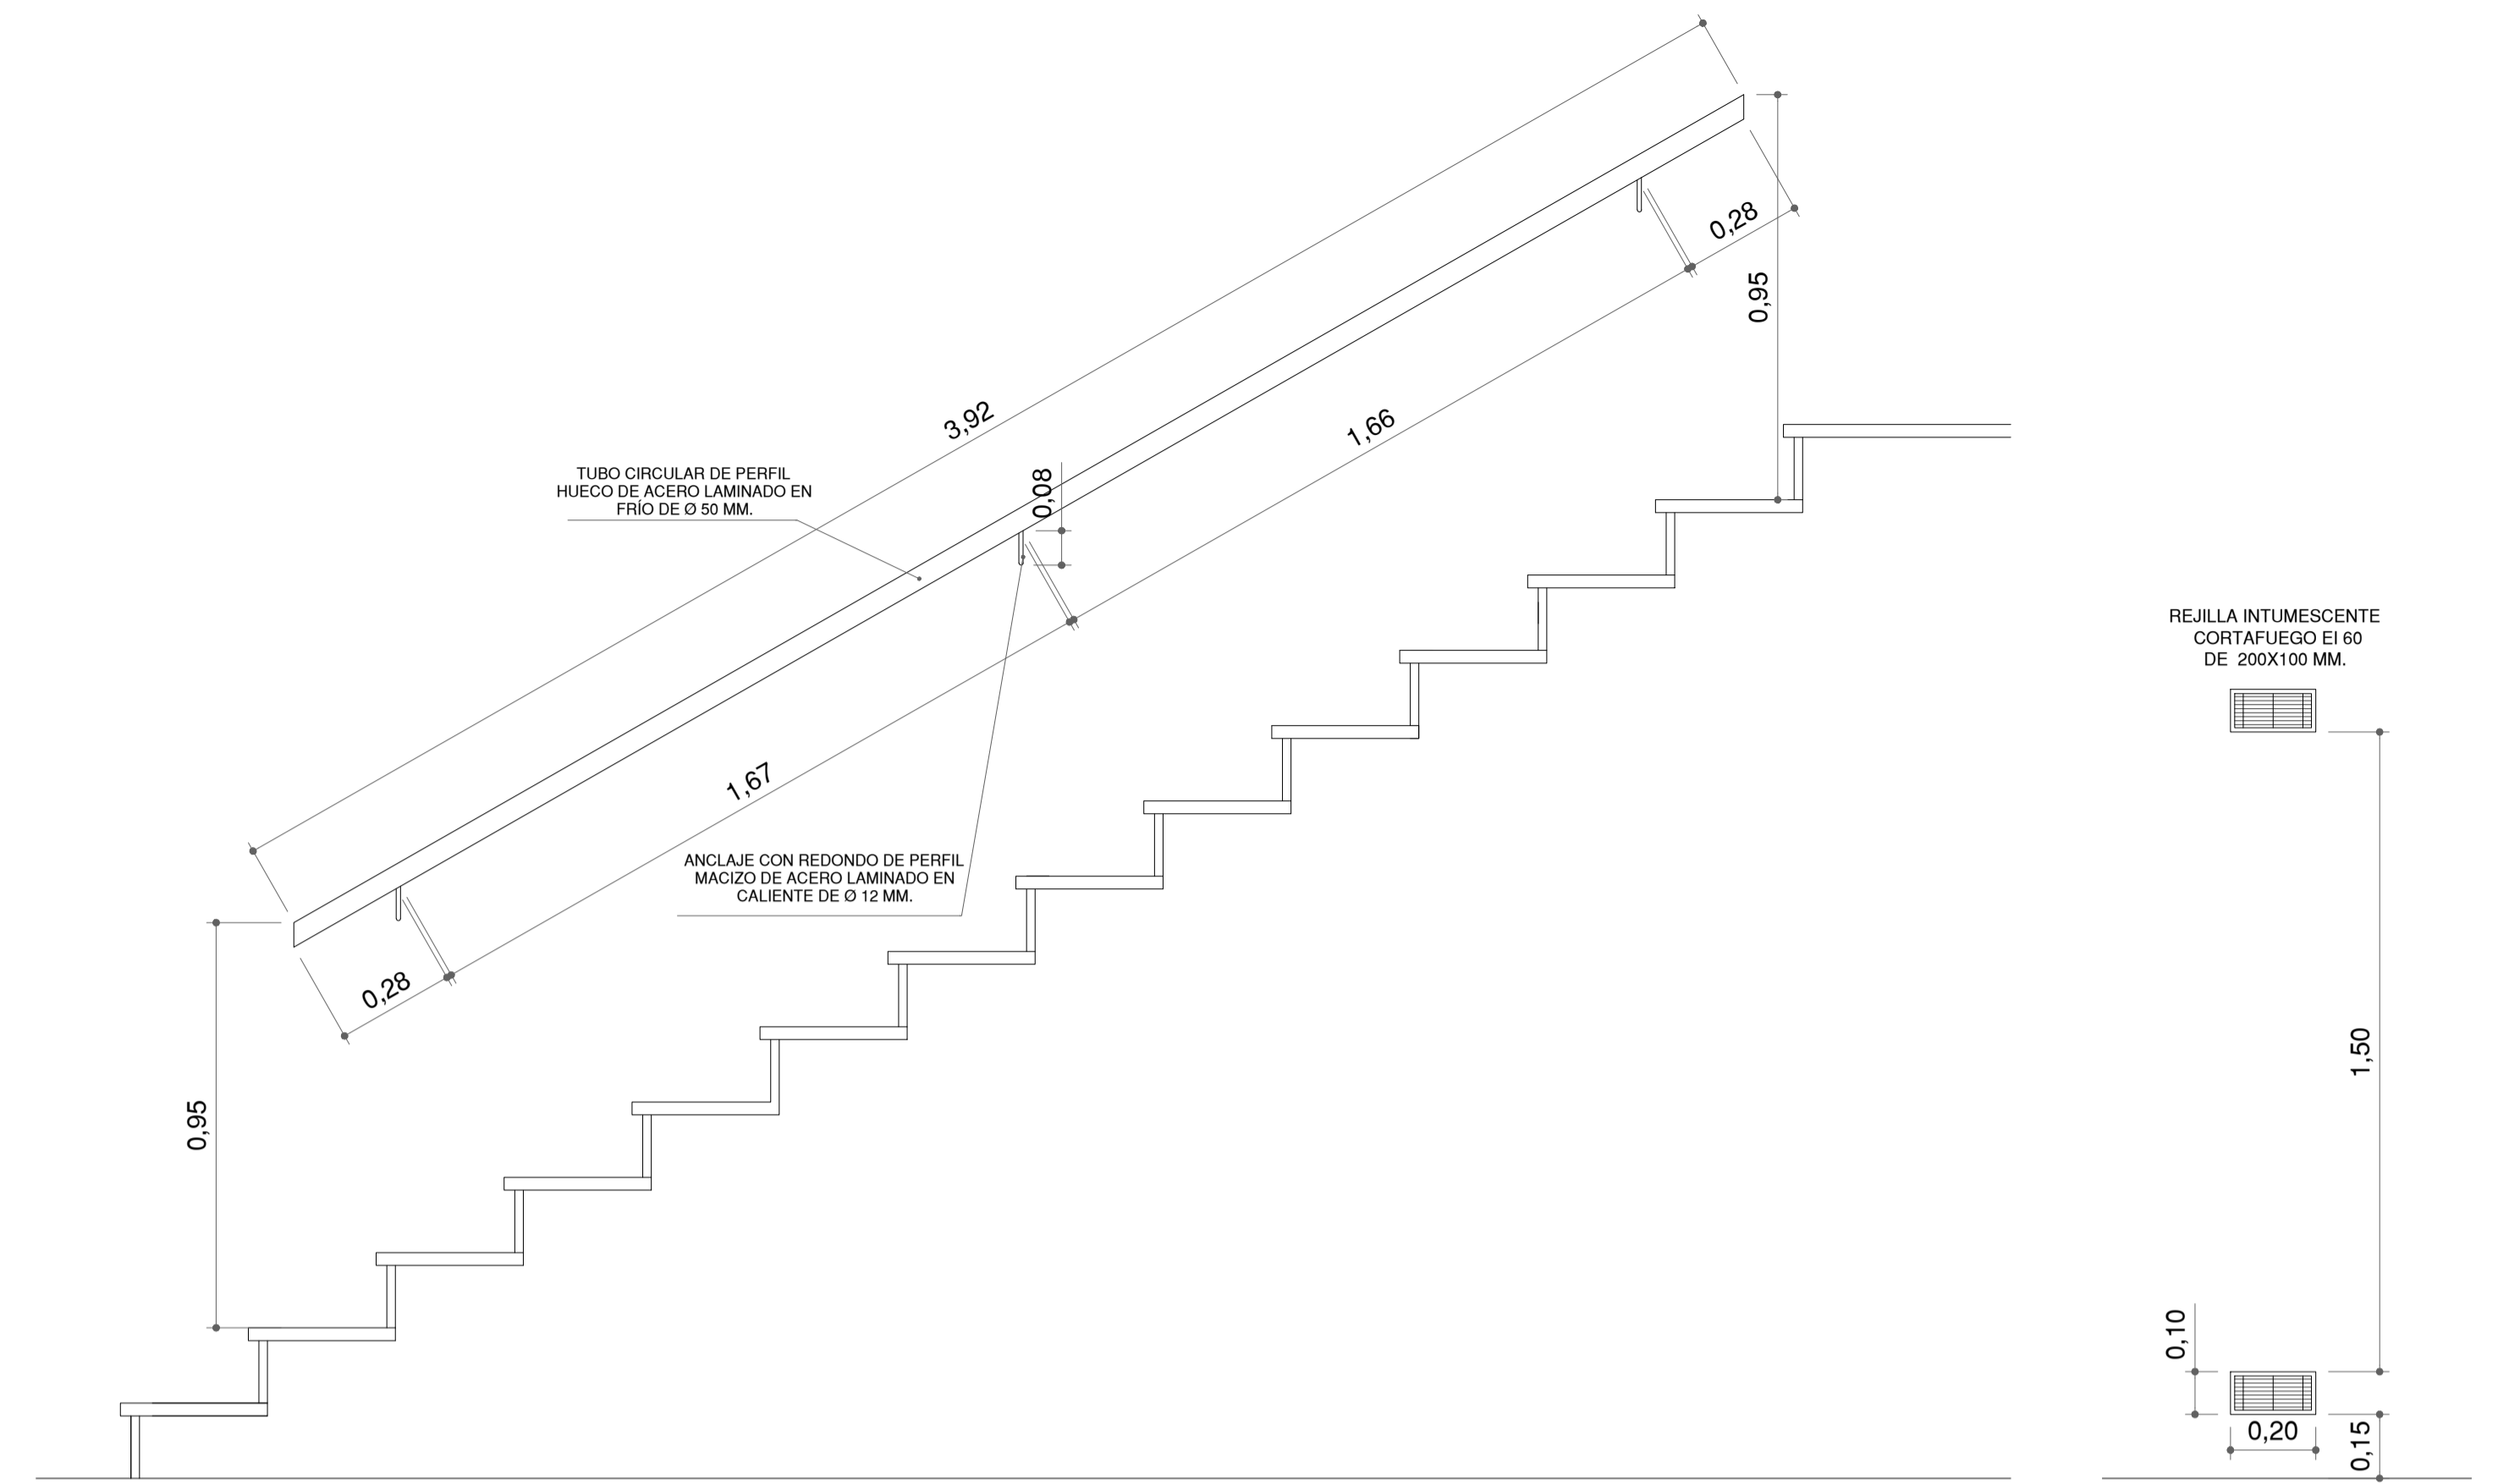 3,92
0,28
0,95
1,66
0,08
TUBO CIRCULAR DE PERFIL
HUECO DE ACERO LAMINADO EN
FRÍO DE Ø 50 MM.
1,67
ANCLAJE CON REDONDO DE PERFIL
MACIZO DE ACERO LAMINADO EN
CALIENTE DE Ø 12 MM.
0,28
0,95
REJILLA INTUMESCENTE
CORTAFUEGO EI 60
DE 200X100 MM.
1,50
0,10
0,20
0,15